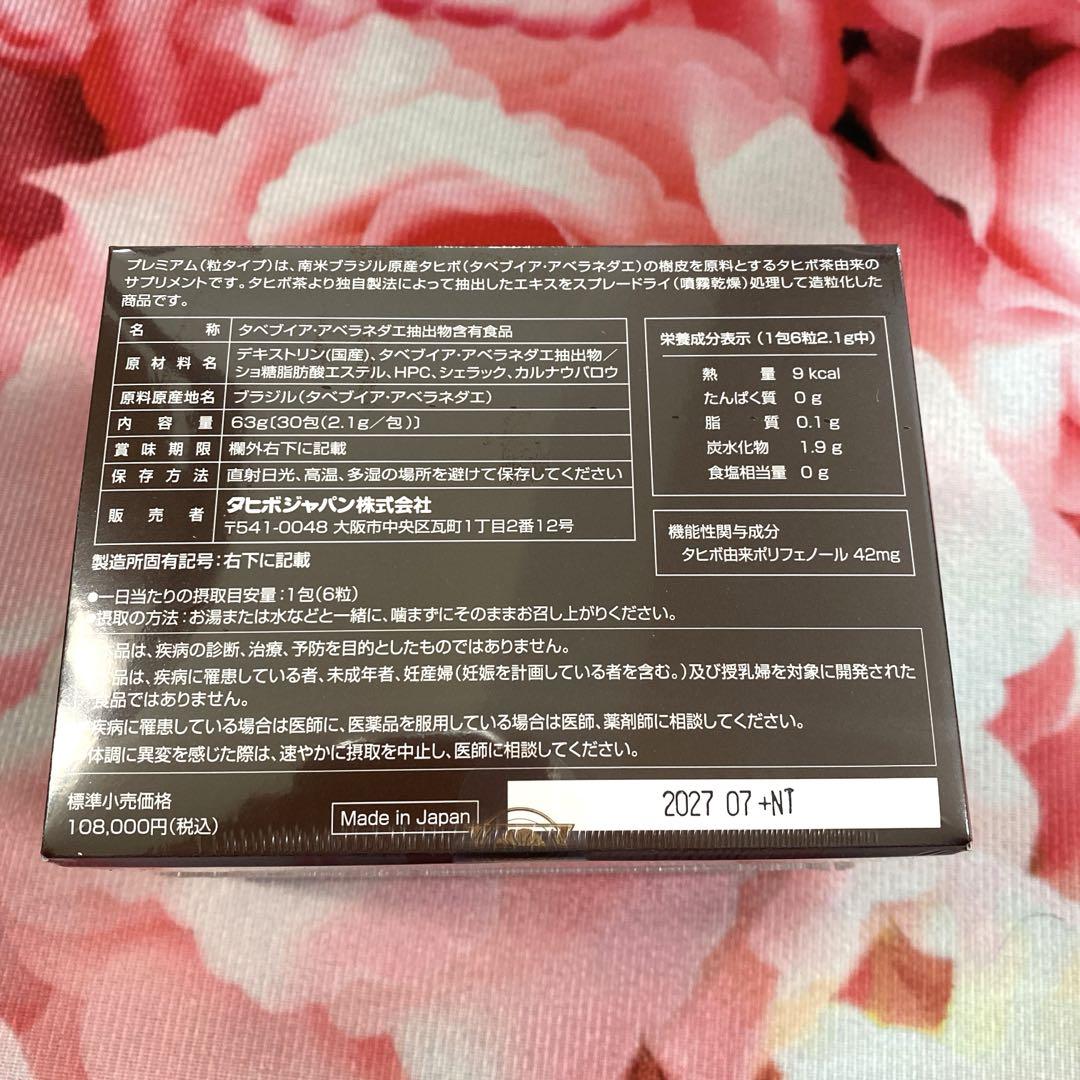 プレミアム(粒タイプ)は、南米ブラジル原産タヒボ(タベブイア・アベラネダエ)の樹皮を原料とするタヒボ茶由来の
サプリメントです。タヒボ茶より独自製法によって抽出したエキスをスプレードライ(噴霧乾燥)処理して造粒化した
商品です。
名称 タベブイア・アベラネダエ抽出物含有食品
原材料名 デキストリン(国産)、タベブイア・アベラネダエ抽出物/
ショ糖脂肪酸エステル、HPC、シェラック、カルナウバロウ
原料原産地名 ブラジル(タベブイア・アベラネダエ)
内容量 63g〔30包(2.1g/包)〕
賞味期限 欄外右下に記載
保存方法 直射日光、高温、多湿の場所を避けて保存してください
販売者 タヒボジャパン株式会社
〒541-0048 大阪市中央区瓦町1丁目2番12号
製造所固有記号:右下に記載
栄養成分表示(1包6粒2.1g中)
熱量 9kcal
たんぱく質 0g
脂質 0.1g
炭水化物 1.9g
食塩相当量 0g
機能性関与成分
タヒボ由来ポリフェノール 42mg
●一日当たりの摂取目安量:1包(6粒)
●摂取の方法:お湯または水などと一緒に、噛まずにそのままお召し上がりください。
本品は、疾病の診断、治療、予防を目的としたものではありません。
本品は、疾病に罹患している者、未成年者、妊産婦(妊娠を計画している者を含む。)及び授乳婦を対象に開発された
食品ではありません。
疾病に罹患している場合は医師に、医薬品を服用している場合は医師、薬剤師に相談してください。
体調に異変を感じた際は、速やかに摂取を中止し、医師に相談してください。
標準小売価格
108,000円(税込)
Made in Japan
2027 07 +NT